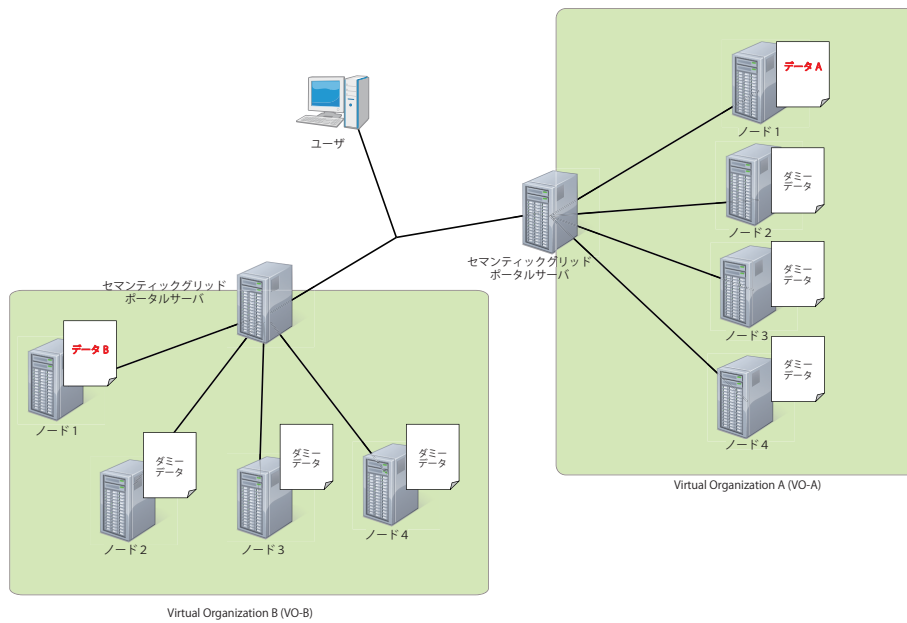 ユーザ
セマンティックグリッド
ポータルサーバ
データ A
ノード1
ダミー
データ
ノード2
ダミー
データ
ノード3
ダミー
データ
ノード4
Virtual Organization A (VO-A)
セマンティックグリッド
ポータルサーバ
データ B
ノード1
ダミー
データ
ノード2
ダミー
データ
ノード3
ダミー
データ
ノード4
Virtual Organization B (VO-B)